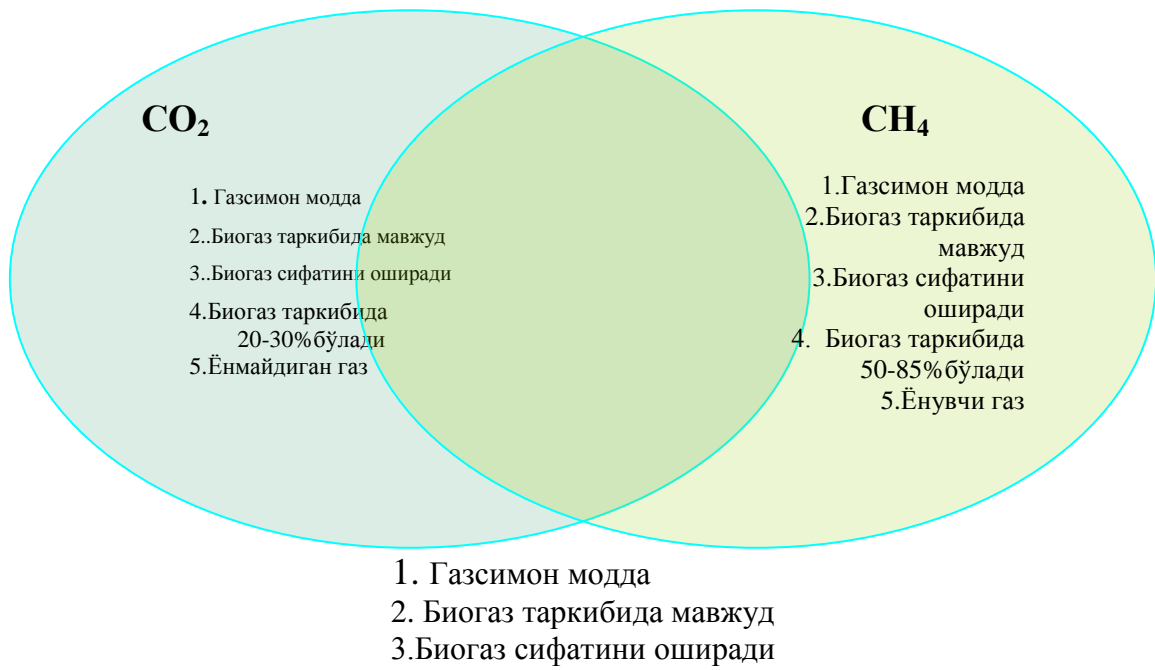 CO₂
1. Газсимон модда
2..Биогаз таркибида мавжуд
3..Биогаз сифатини оширади
4.Биогаз таркибида
20-30%бўлади
5.Ёнмайдиган газ
CH₄
1.Газсимон модда
2.Биогаз таркибида
мавжуд
3.Биогаз сифатини
оширади
4. Биогаз таркибида
50-85%бўлади
5.Ёнувчи газ
1. Газсимон модда
2. Биогаз таркибида мавжуд
3.Биогаз сифатини оширади